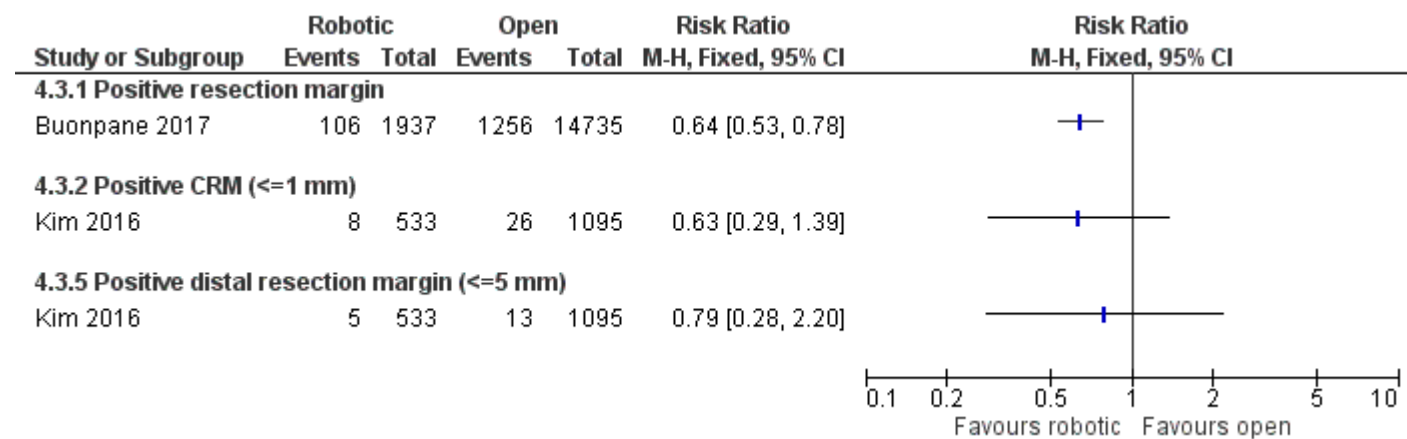 Robotic Open Risk Ratio Risk Ratio
Study or Subgroup Events Total Events Total M-H, Fixed, 95% CI M-H, Fixed, 95% CI
4.3.1 Positive resection margin
Buonpane 2017 106 1937 1256 14735 0.64 [0.53, 0.78]
4.3.2 Positive CRM (<=1 mm)
Kim 2016 8 533 26 1095 0.63 [0.29, 1.39]
4.3.5 Positive distal resection margin (<=5 mm)
Kim 2016 5 533 13 1095 0.79 [0.28, 2.20]
0.1 0.2 0.5 1 2 5 10
Favours robotic Favours open